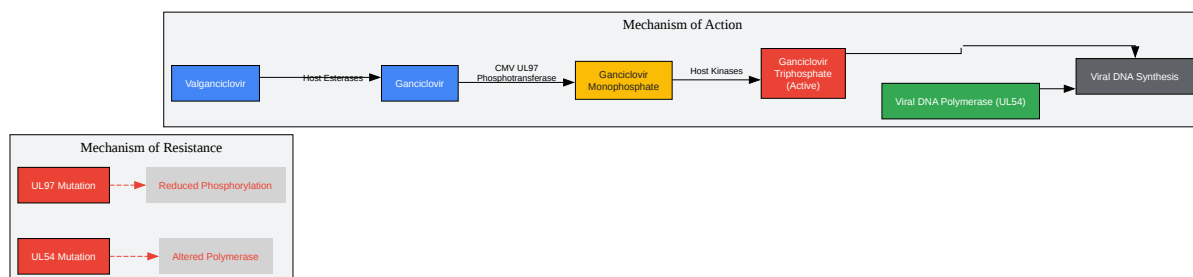 Mechanism of Action
Valganciclovir
Host Esterases
Ganciclovir
CMV UL97
Phosphotransferase
Ganciclovir
Monophosphate
Host Kinases
Ganciclovir
Triphosphate
(Active)
Viral DNA Polymerase (UL54)
Viral DNA Synthesis
Mechanism of Resistance
UL97 Mutation
Reduced Phosphorylation
UL54 Mutation
Altered Polymerase